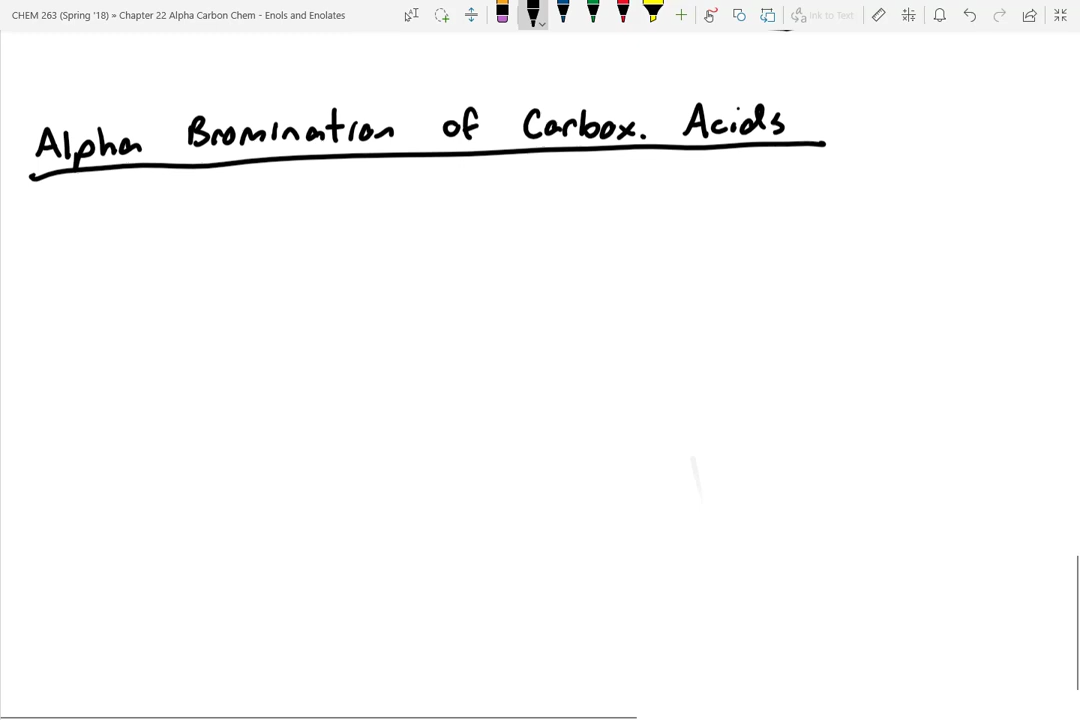 CHEM 263 (Spring '18) » Chapter 22 Alpha Carbon Chem - Enols and Enolates
Ink to Text
Alpha Bromination of Carbox. Acids